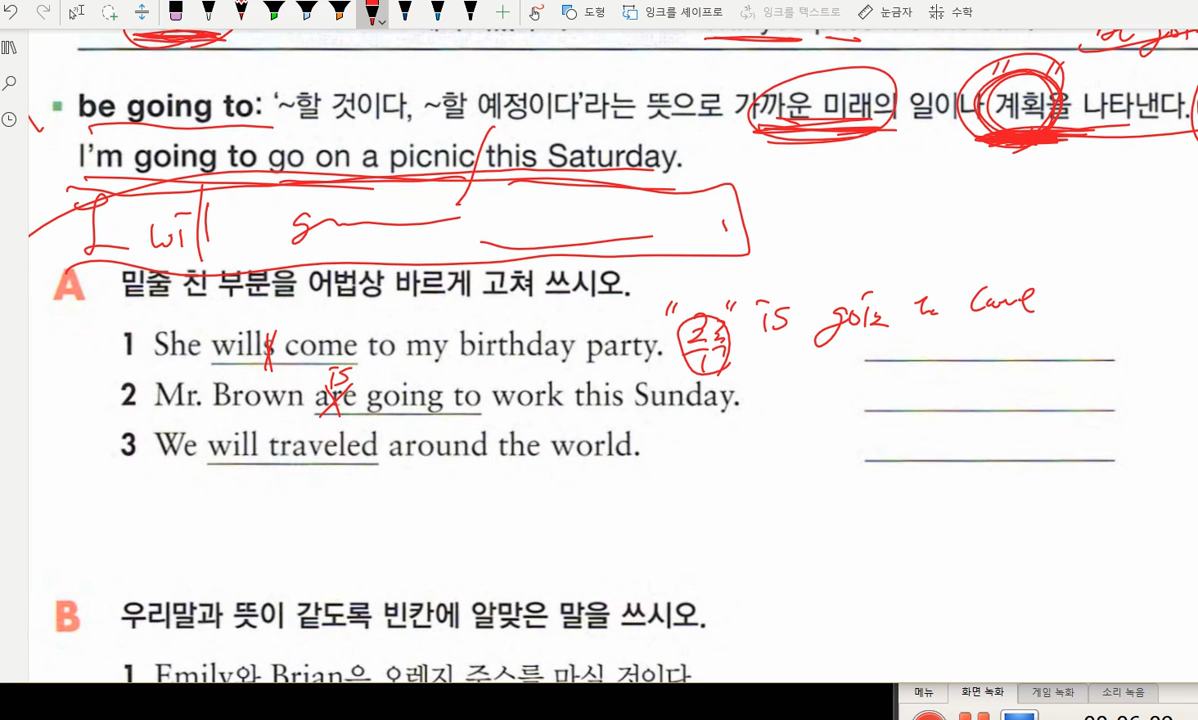 도형 잉크를 셰이프로 잉크를 텍스트로 눈금자 수학
be going to: ‘~할 것이다, ~할 예정이다’라는 뜻으로 가까운 미래의 일이나 계획을 나타낸다.
I’m going to go on a picnic this Saturday.
I will g
A 밑줄 친 부분을 어법상 바르게 고쳐 쓰시오.
" " is
1 She wills come to my birthday party.
is
2 Mr. Brown are going to work this Sunday.
3 We will traveled around the world.
B 우리말과 뜻이 같도록 빈칸에 알맞은 말을 쓰시오.
1 Emily와 Brian은 오렌지 주스를 마실 것이다
메뉴 화면 녹화 게임 녹화 소리 녹음